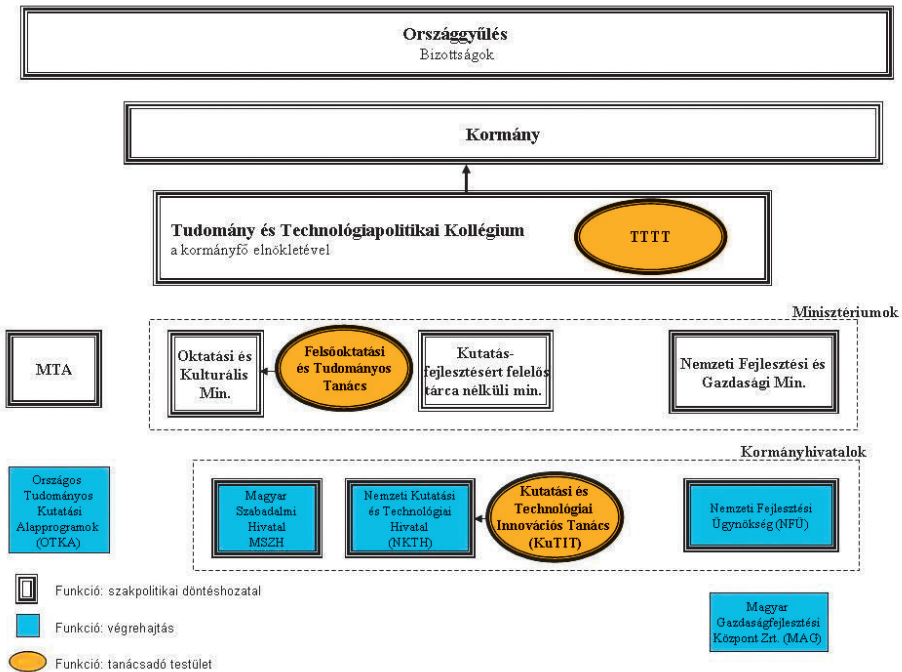 Országgyűlés
Bizottságok
Kormány
Tudomány és Technológiapolitikai Kollégium
a kormányfő elnökletével
TTTT
Minisztériumok
MTA
Oktatási és
Kulturális
Min.
Felsőoktatási
és Tudományos
Tanács
Kutatás-
fejlesztésért felelős
tárca nélküli min.
Nemzeti Fejlesztési és
Gazdasági Min.
Kormányhivatalok
Országos
Tudományos
Kutatási
Alapprogramok
(OTKA)
Magyar
Szabadalmi
Hivatal
MSZH
Nemzeti Kutatási
és Technológiai
Hivatal
(NKTH)
Kutatási és
Technológiai
Innovációs Tanács
(KuTIT)
Nemzeti Fejlesztési
Ügynökség (NFÜ)
Funkció: szakpolitikai döntéshozatal
Funkció: végrehajtás
Funkció: tanácsadó testület
Magyar
Gazdaságfejlesztési
Központ Zrt. (MAG)